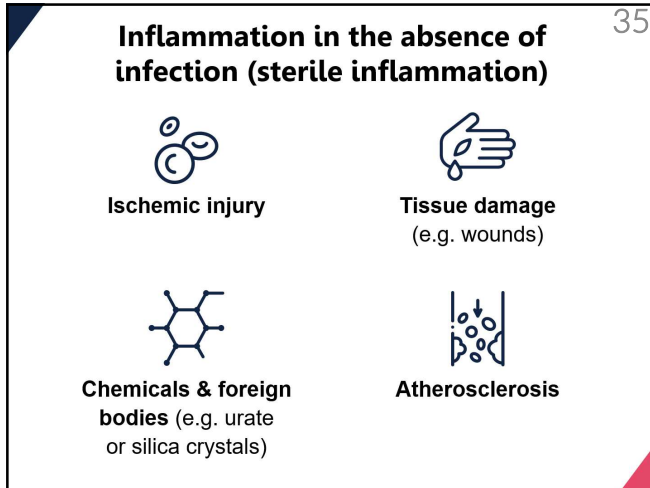 35
Inflammation in the absence of
infection (sterile inflammation)
Ischemic injury
Tissue damage
(e.g. wounds)
Chemicals & foreign
bodies (e.g. urate
or silica crystals)
Atherosclerosis